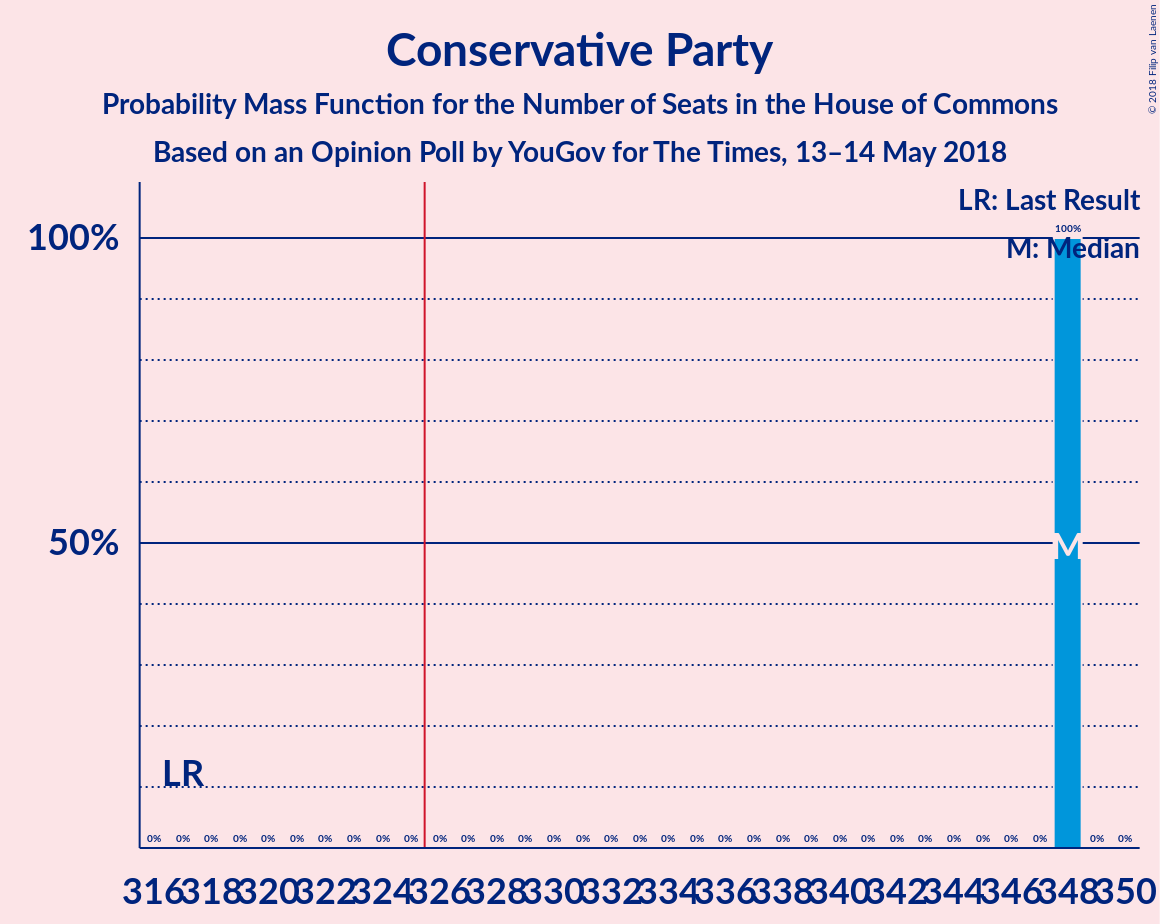 Conservative Party
Probability Mass Function for the Number of Seats in the House of Commons
Based on an Opinion Poll by YouGov for The Times, 13–14 May 2018
© 2018 Filip van Laenen
LR: Last Result
M: Median
100%
100%
50%
M
LR
0% 0% 0% 0% 0% 0% 0% 0% 0% 0% 0% 0% 0% 0% 0% 0% 0% 0% 0% 0% 0% 0% 0% 0% 0% 0% 0% 0% 0% 0% 0% 0% 0% 0%
316 318 320 322 324 326 328 330 332 334 336 338 340 342 344 346 348 350